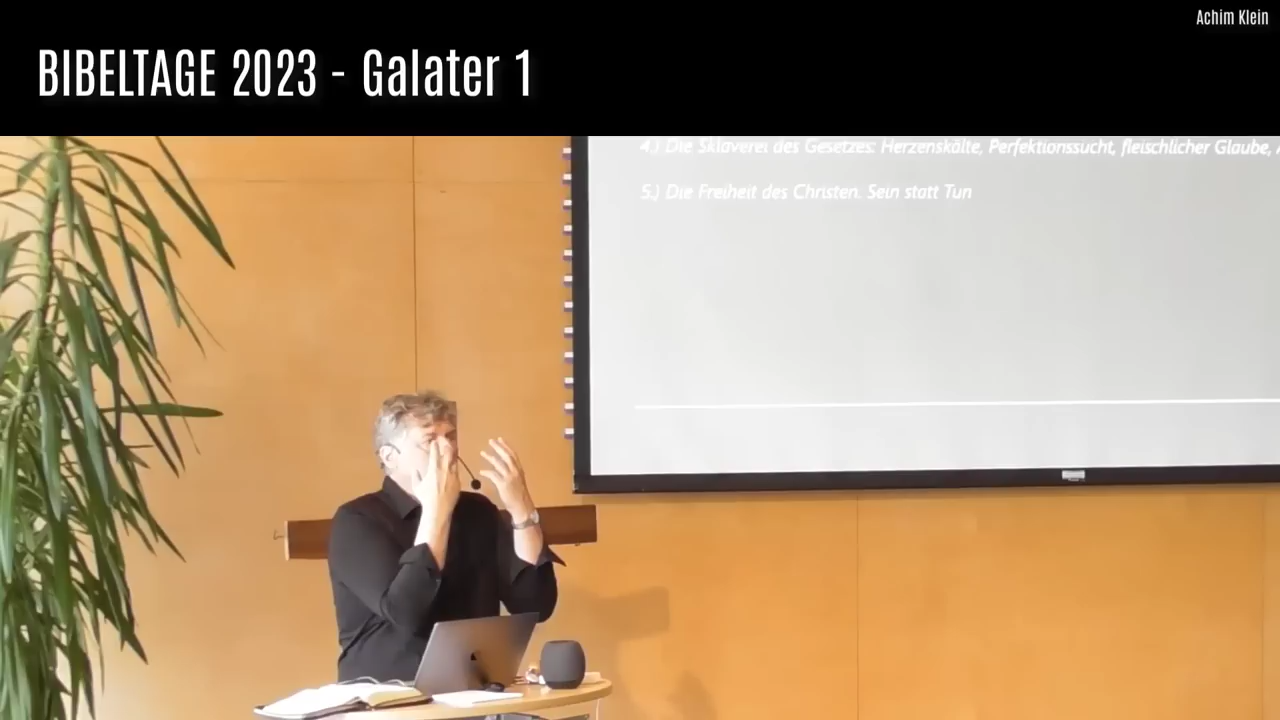 Achim Klein
BIBELTAGE 2023 - Galater 1
4.) Die Sklaverei des Gesetzes: Herzenskälte, Perfektionssucht, fleischlicher Glaube,
5.) Die Freiheit des Christen. Sein statt Tun